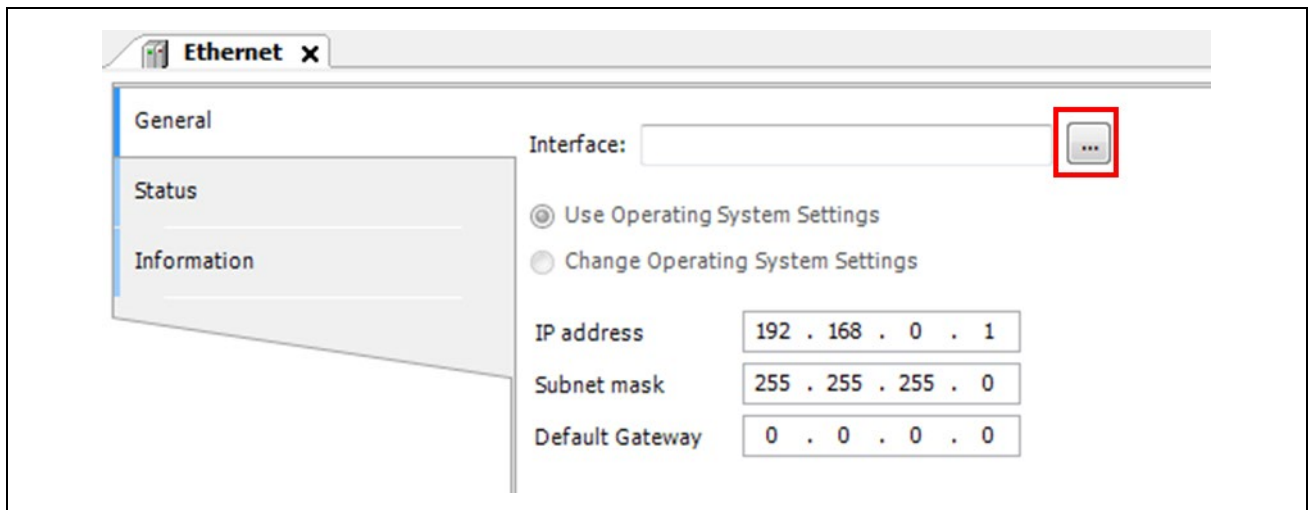 Ethernet x
General
Status
Information
Interface: ...
Use Operating System Settings
Change Operating System Settings
IP address 192 . 168 . 0 . 1
Subnet mask 255 . 255 . 255 . 0
Default Gateway 0 . 0 . 0 . 0